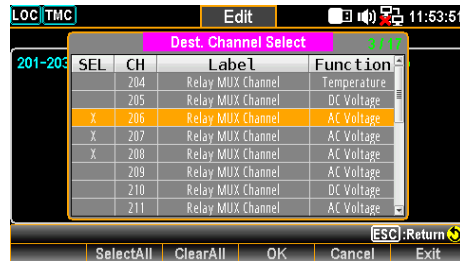 LOC TMC Edit 11:53:51
Dest. Channel Select 3/17
201-203 SEL CH Label Function
204 Relay MUX Channel Temperature
205 Relay MUX Channel DC Voltage
X 206 Relay MUX Channel AC Voltage
X 207 Relay MUX Channel AC Voltage
X 208 Relay MUX Channel AC Voltage
209 Relay MUX Channel AC Voltage
210 Relay MUX Channel DC Voltage
211 Relay MUX Channel AC Voltage
ESC :Return
SelectAll ClearAll OK Cancel Exit